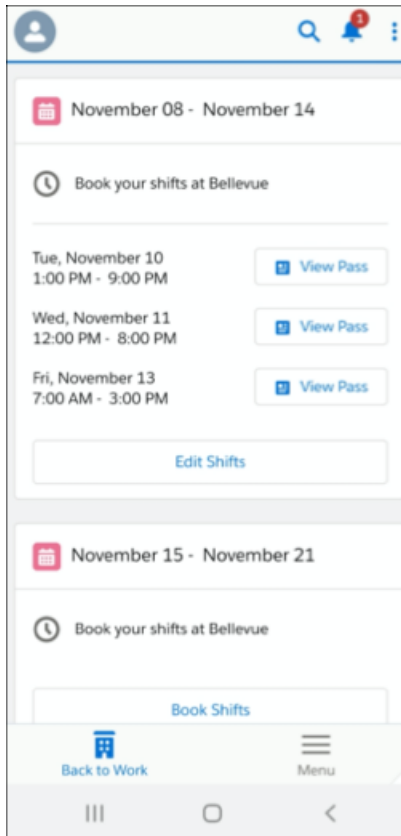 1
November 08 - November 14
Book your shifts at Bellevue
Tue, November 10
1:00 PM - 9:00 PM
View Pass
Wed, November 11
12:00 PM - 8:00 PM
View Pass
Fri, November 13
7:00 AM - 3:00 PM
View Pass
Edit Shifts
November 15 - November 21
Book your shifts at Bellevue
Book Shifts
Back to Work
Menu